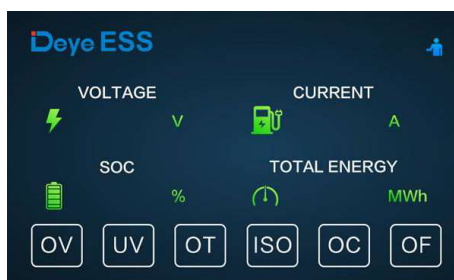 Deye ESS
VOLTAGE CURRENT
V A
SOC TOTAL ENERGY
% MWh
OV UV OT ISO OC OF